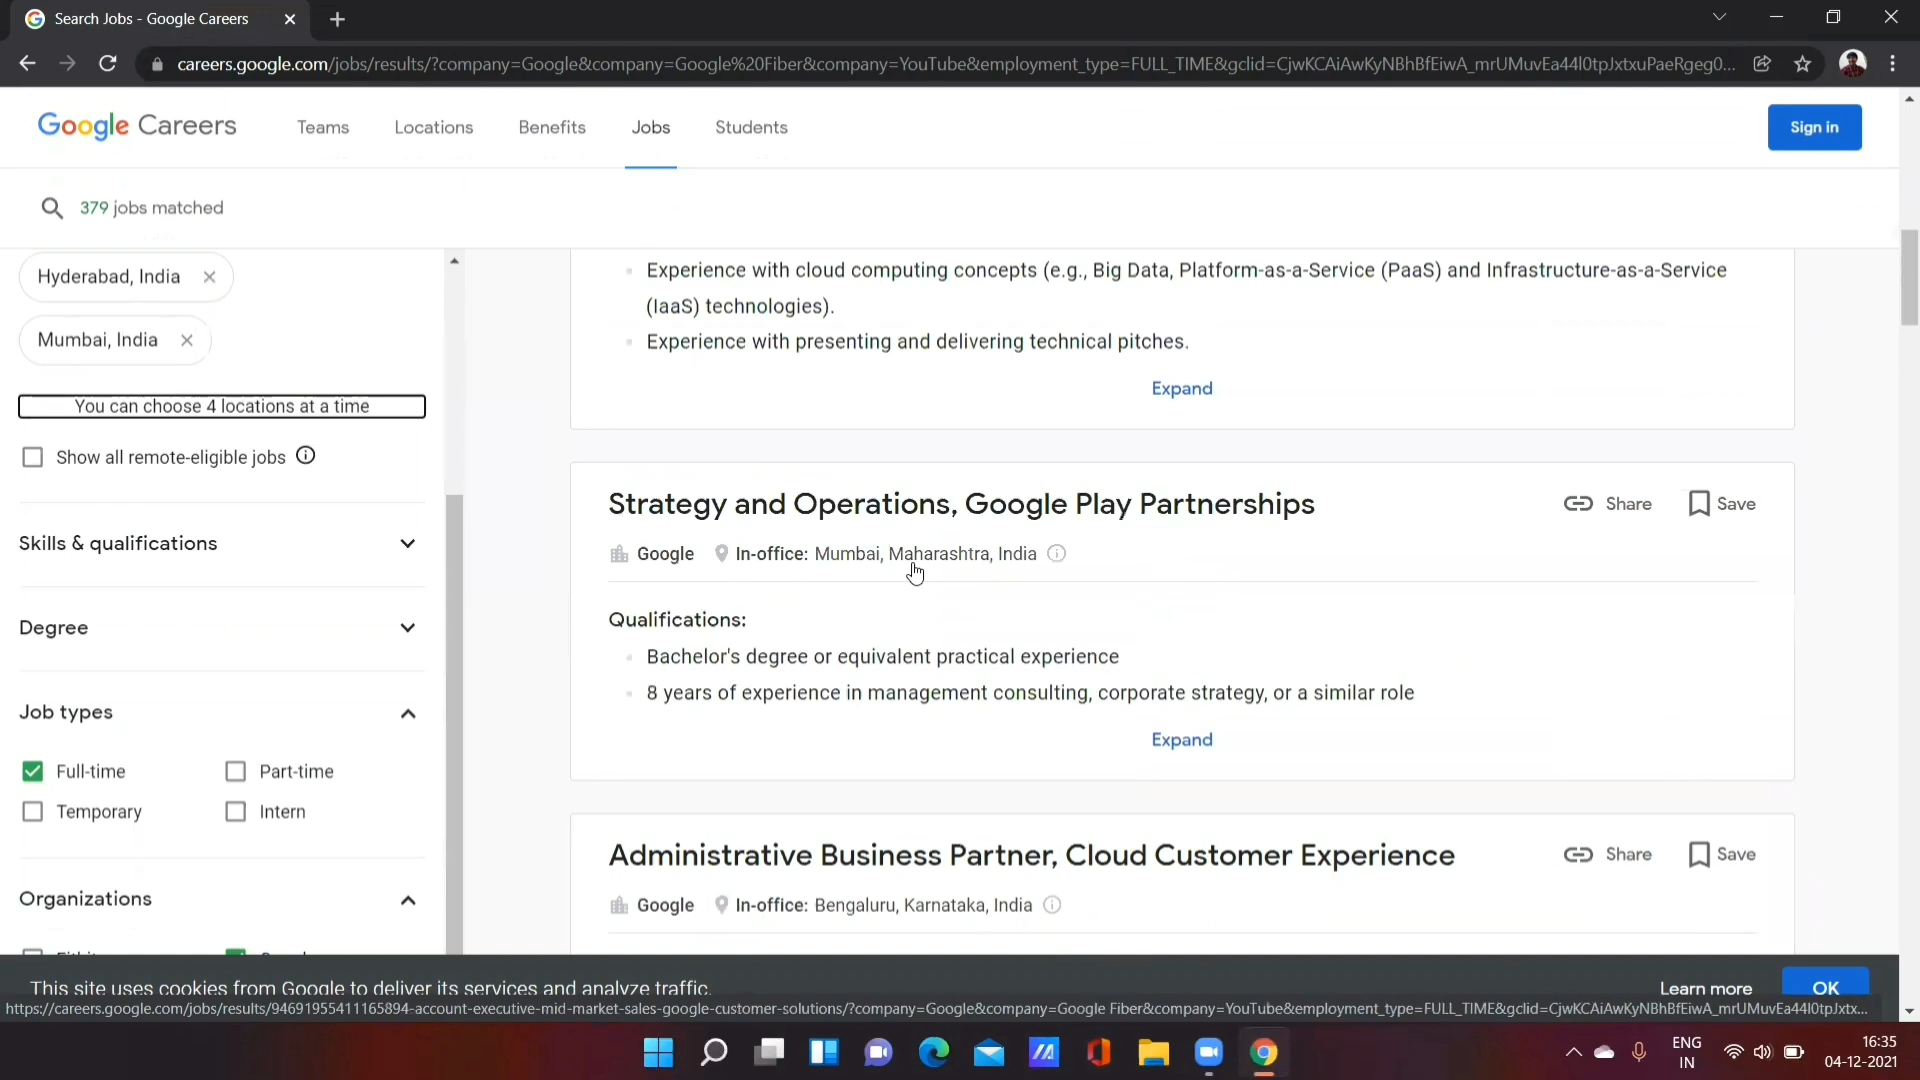 Search Jobs - Google Careers
careers.google.com/jobs/results/?company=Google&company=Google%20Fiber&company=YouTube&employment_type=FULL_TIME&gclid=CjwKCAiAwKyNBhBfEiwA_mrUMuvEa44l0tpJxtxuPaeRgeg0...
Google Careers Teams Locations Benefits Jobs Students Sign in
379 jobs matched
Hyderabad, India
Mumbai, India
You can choose 4 locations at a time
Show all remote-eligible jobs
Skills & qualifications
Degree
Job types
Full-time Part-time
Temporary Intern
Organizations
Experience with cloud computing concepts (e.g., Big Data, Platform-as-a-Service (PaaS) and Infrastructure-as-a-Service
(IaaS) technologies).
Experience with presenting and delivering technical pitches.
Expand
Strategy and Operations, Google Play Partnerships Share Save
Google In-office: Mumbai, Maharashtra, India
Qualifications:
Bachelor's degree or equivalent practical experience
8 years of experience in management consulting, corporate strategy, or a similar role
Expand
Administrative Business Partner, Cloud Customer Experience Share Save
Google In-office: Bengaluru, Karnataka, India
This site uses cookies from Google to deliver its services and analyze traffic. Learn more OK
https://careers.google.com/jobs/results/94691955411165894-account-executive-mid-market-sales-google-customer-solutions/?company=Google&company=Google Fiber&company=YouTube&employment_type=FULL_TIME&gclid=CjwKCAiAwKyNBhBfEiwA_mrUMuvEa44l0tpJxtx...
ENG
IN
16:35
04-12-2021